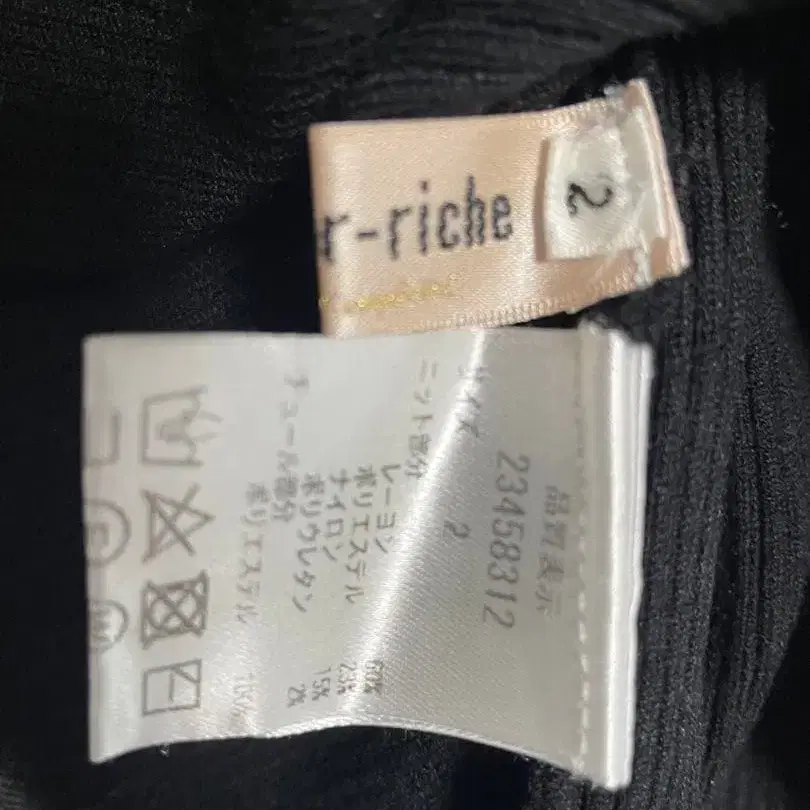 r-riche
2
品質表示
23458312
サイズ 2
ニット部分
レーヨン 60%
ポリエステル 23%
ナイロン 15%
ポリウレタン 2%
チュール部分
ポリエステル